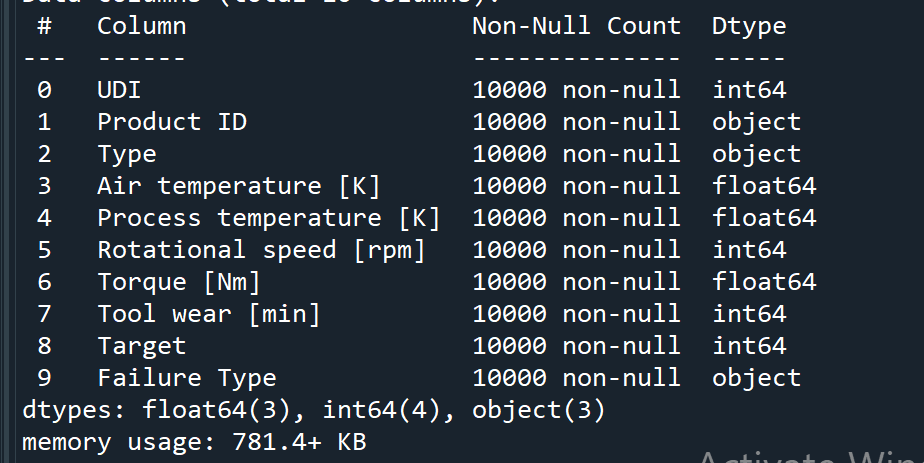 #   Column                   Non-Null Count  Dtype
---  ------                   --------------  -----
 0   UDI                      10000 non-null  int64
 1   Product ID               10000 non-null  object
 2   Type                     10000 non-null  object
 3   Air temperature [K]      10000 non-null  float64
 4   Process temperature [K]  10000 non-null  float64
 5   Rotational speed [rpm]   10000 non-null  int64
 6   Torque [Nm]              10000 non-null  float64
 7   Tool wear [min]          10000 non-null  int64
 8   Target                   10000 non-null  int64
 9   Failure Type             10000 non-null  object
dtypes: float64(3), int64(4), object(3)
memory usage: 781.4+ KB